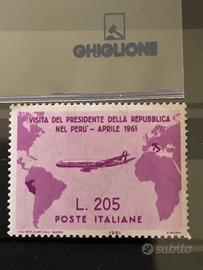 GHIGLIONE
VISITA DEL PRESIDENTE DELLA REPUBBLICA
NEL PERÙ - APRILE 1961
L. 205
POSTE ITALIANE
1961
subito